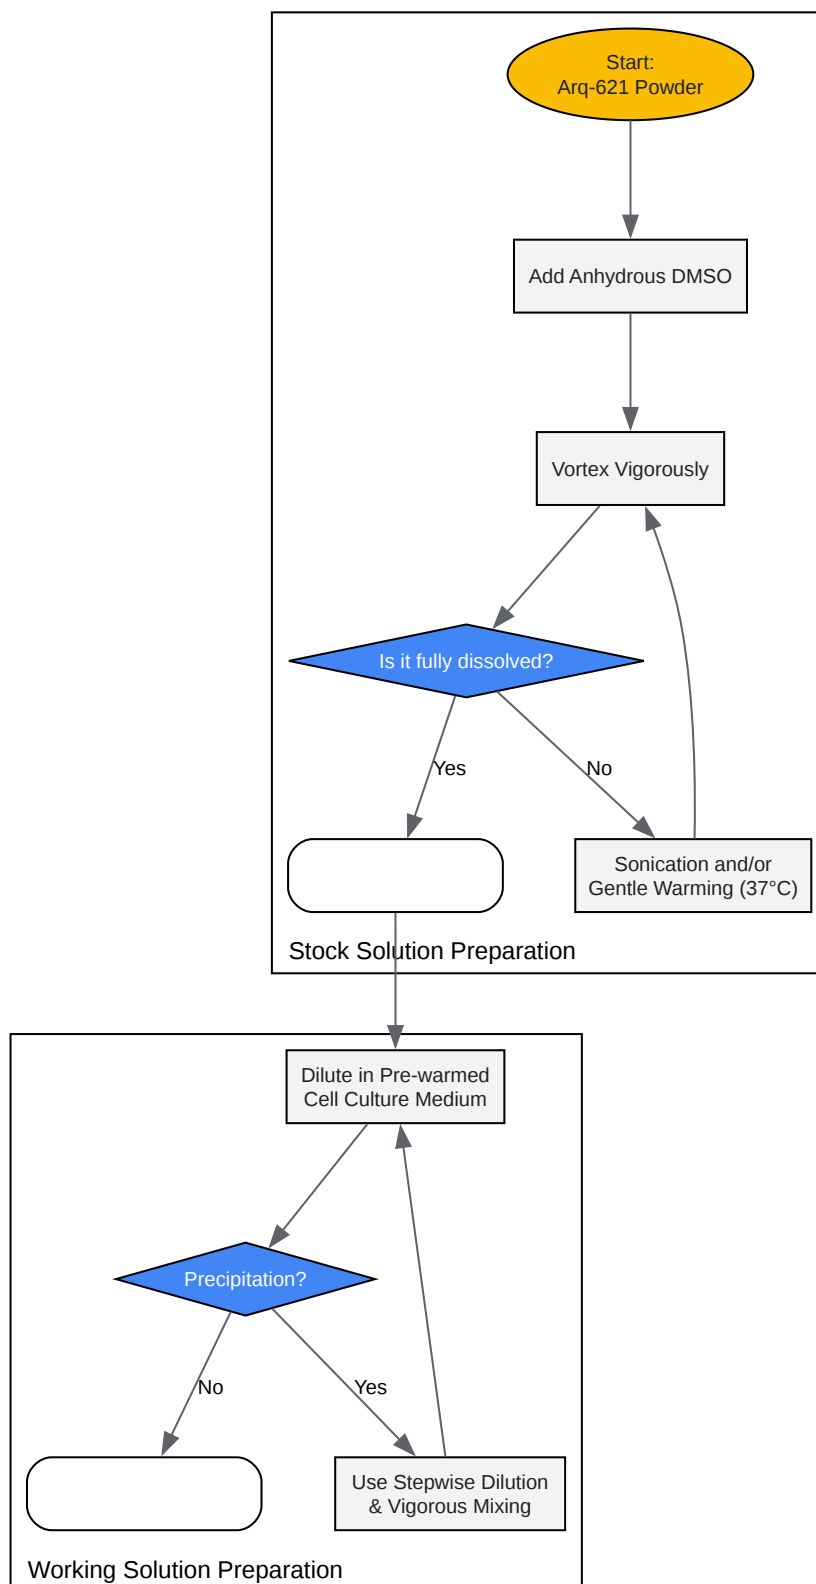 Start:
Arq-621 Powder
Add Anhydrous DMSO
Vortex Vigorously
Is it fully dissolved?
Yes
No
Sonication and/or
Gentle Warming (37°C)
Stock Solution Preparation
Dilute in Pre-warmed
Cell Culture Medium
Precipitation?
No
Yes
Use Stepwise Dilution
& Vigorous Mixing
Working Solution Preparation